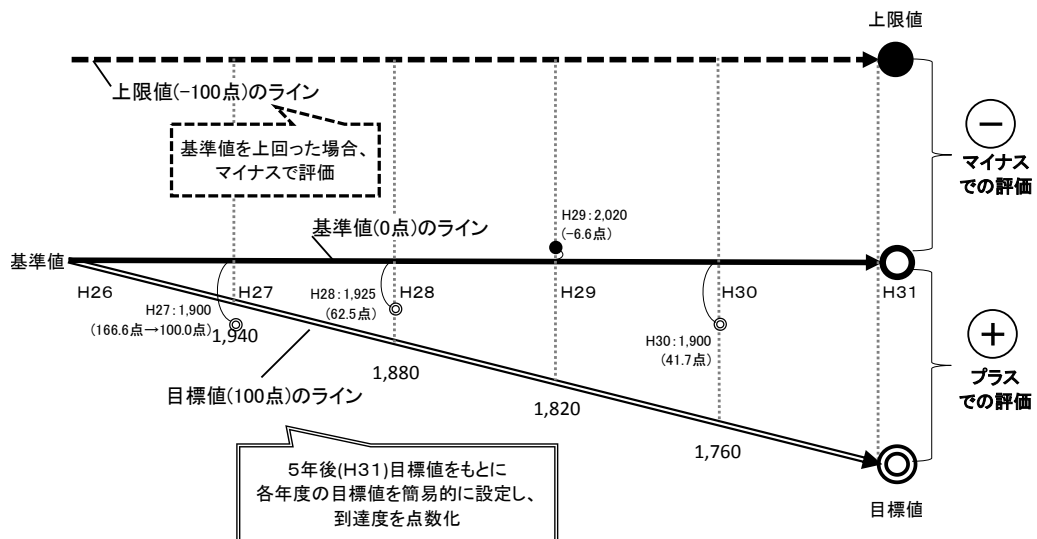 上限値
上限値(-100点)のライン
基準値を上回った場合、
マイナスで評価
−
マイナス
での評価
H29:2,020
(-6.6点)
基準値(0点)のライン
基準値
H26
H27
H28
H29
H30
H31
H27:1,900
(166.6点→100.0点)
H28:1,925
(62.5点)
H30:1,900
(41.7点)
1,940
1,880
1,820
1,760
目標値(100点)のライン
+
プラス
での評価
5年後(H31)目標値をもとに
各年度の目標値を簡易的に設定し、
到達度を点数化
目標値